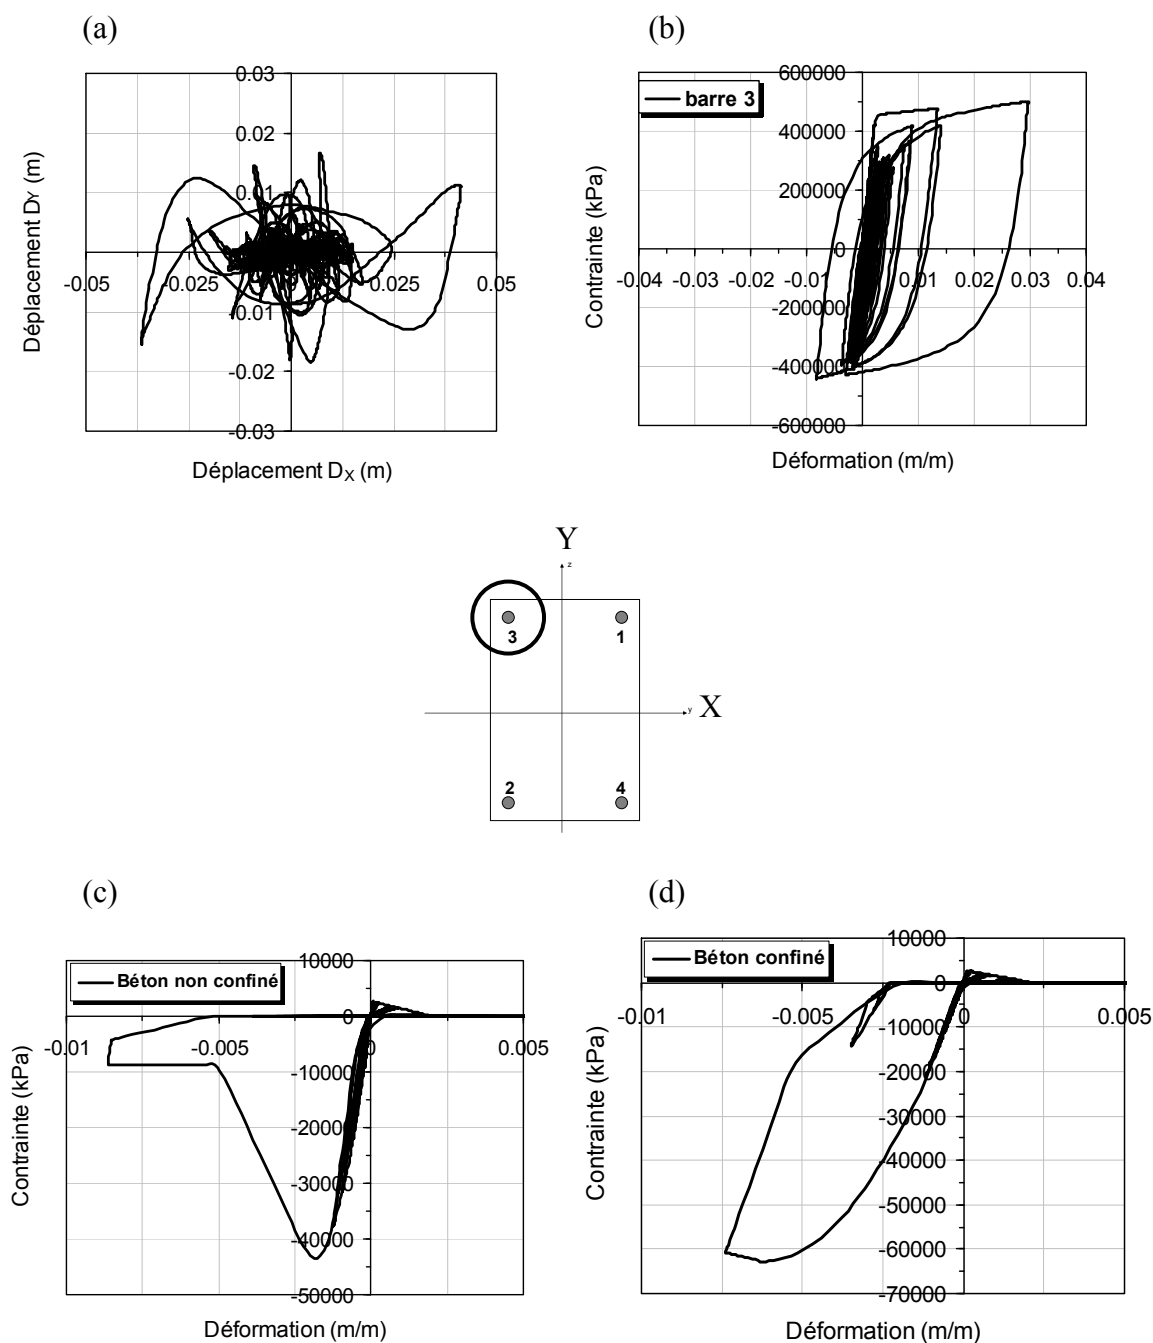 (a)
(b)
0.03
0.02
0.01
0
-0.01
-0.02
-0.03
-0.05
-0.025
0
0.025
0.05
Déplacement DY (m)
Déplacement DX (m)
barre 3
600000
400000
200000
0
-200000
-400000
-600000
-0.04
-0.03
-0.02
-0.01
0
0.01
0.02
0.03
0.04
Contrainte (kPa)
Déformation (m/m)
Y
z
3
1
y
X
2
4
(c)
(d)
Béton non confiné
10000
0
-10000
-20000
-30000
-40000
-50000
-0.01
-0.005
0
0.005
Contrainte (kPa)
Déformation (m/m)
Béton confiné
10000
0
-10000
-20000
-30000
-40000
-50000
-60000
-70000
-0.01
-0.005
0
0.005
Contrainte (kPa)
Déformation (m/m)